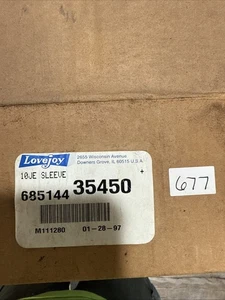 Lovejoy
2655 Wisconsin Avenue
Downers Grove, IL 60515 U.S.A.
10JE SLEEVE +
685144 35450
677
M111280 01-28-97